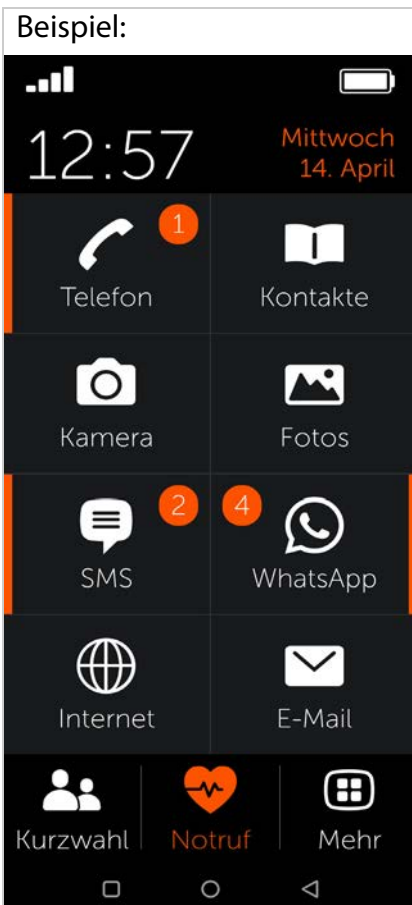 Beispiel:
12:57
Mittwoch
14. April
1
Telefon
Kontakte
Kamera
Fotos
2
4
SMS
WhatsApp
Internet
E-Mail
Kurzwahl
Notruf
Mehr